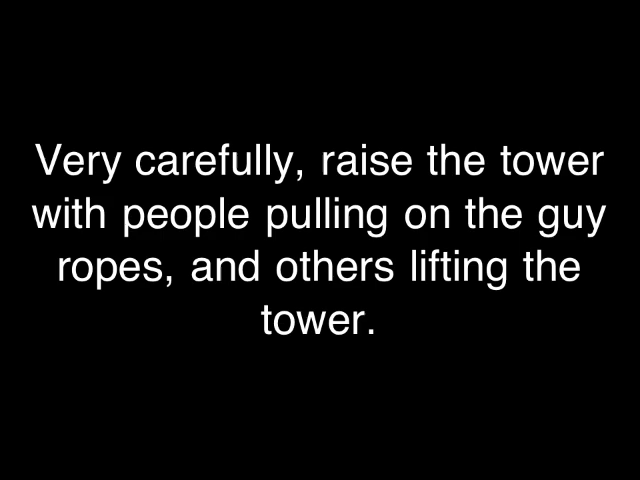 Very carefully, raise the tower
with people pulling on the guy
ropes, and others lifting the
tower.